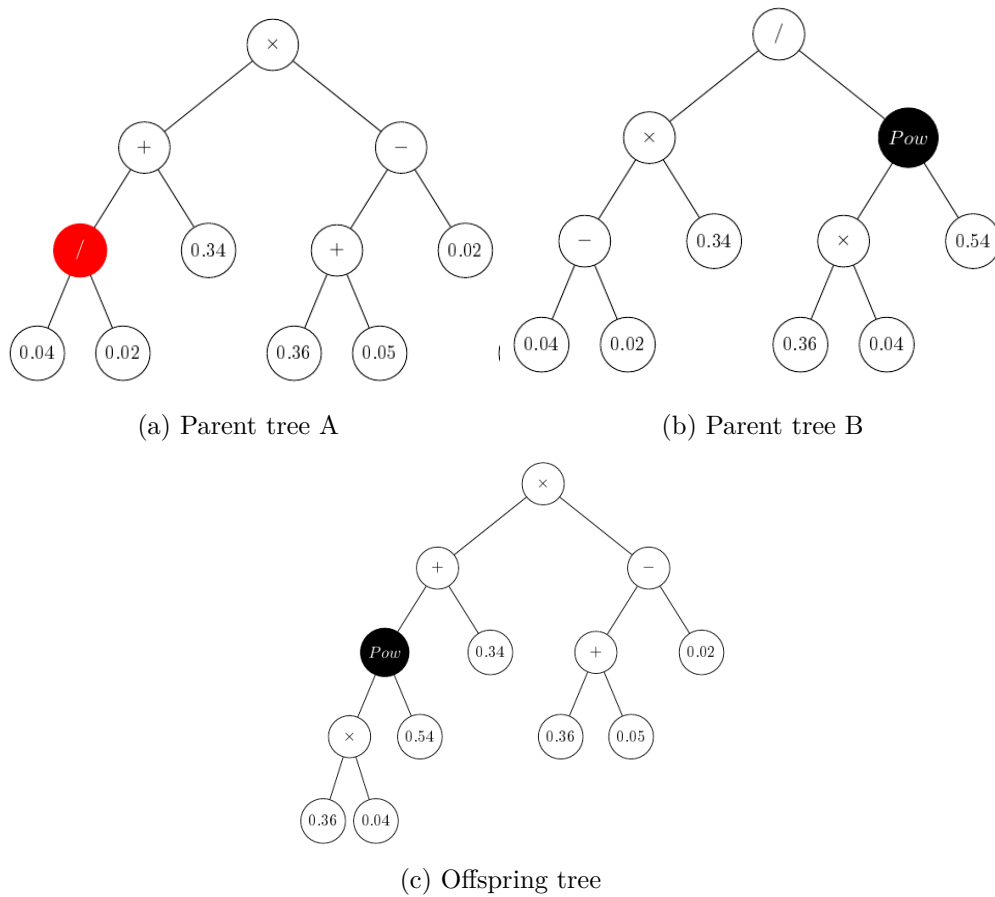 × /
+ − × Pow
/ 0.34 + 0.02 − 0.34 × 0.54
0.04 0.02 0.36 0.05 0.04 0.02 0.36 0.04
(a) Parent tree A
(b) Parent tree B
×
+ −
Pow 0.34 + 0.02
× 0.54 0.36 0.05
0.36 0.04
(c) Offspring tree